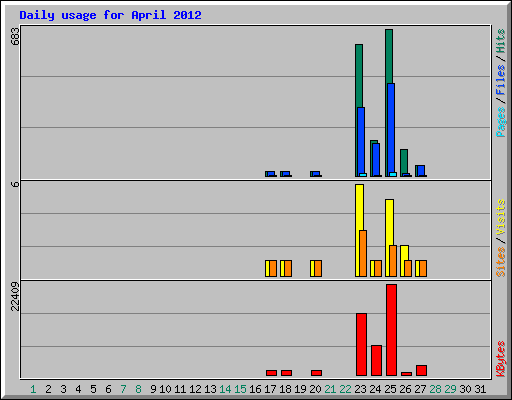 Daily usage for April 2012
683
6
22409
Pages/Files/Hits
Sites/Visits
KBytes
1 2 3 4 5 6 7 8 9 10 11 12 13 14 15 16 17 18 19 20 21 22 23 24 25 26 27 28 29 30 31